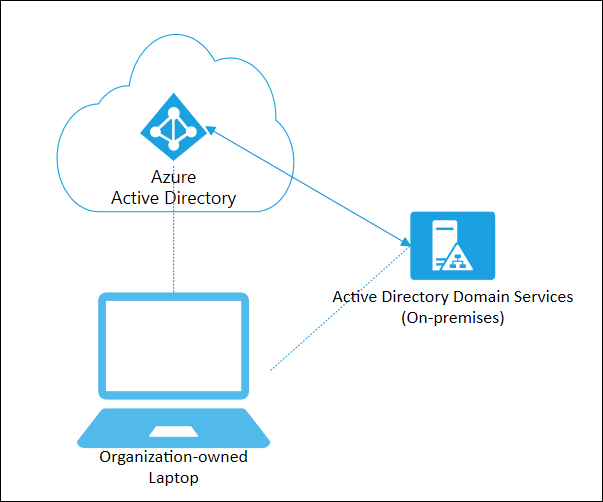 Azure
Active Directory
Active Directory Domain Services
(On-premises)
Organization-owned
Laptop